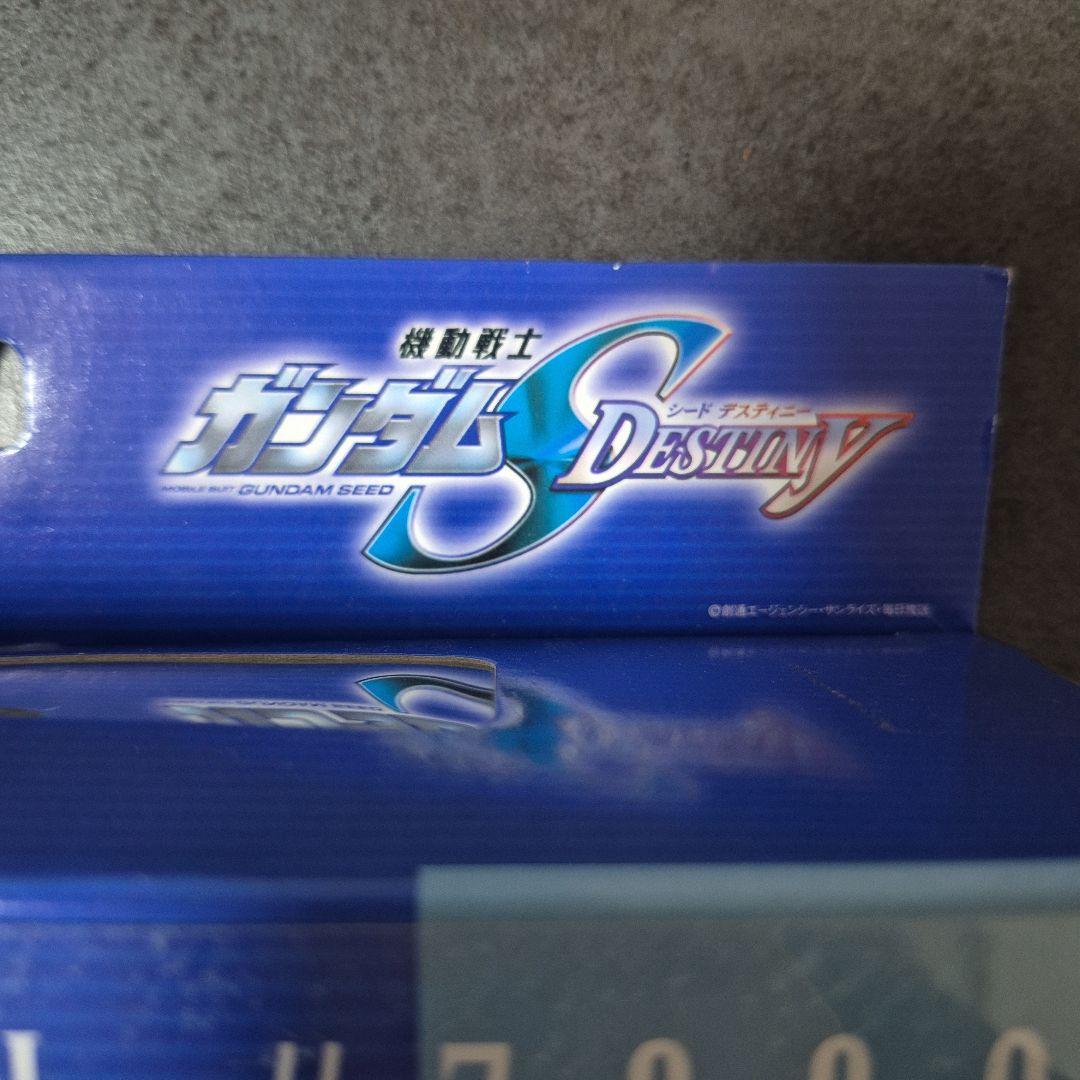 機動戦士
ガンダムS
シード デスティニー
DESTINY
MOBILE SUIT GUNDAM SEED
©創通エージェンシー・サンライズ・毎日放送